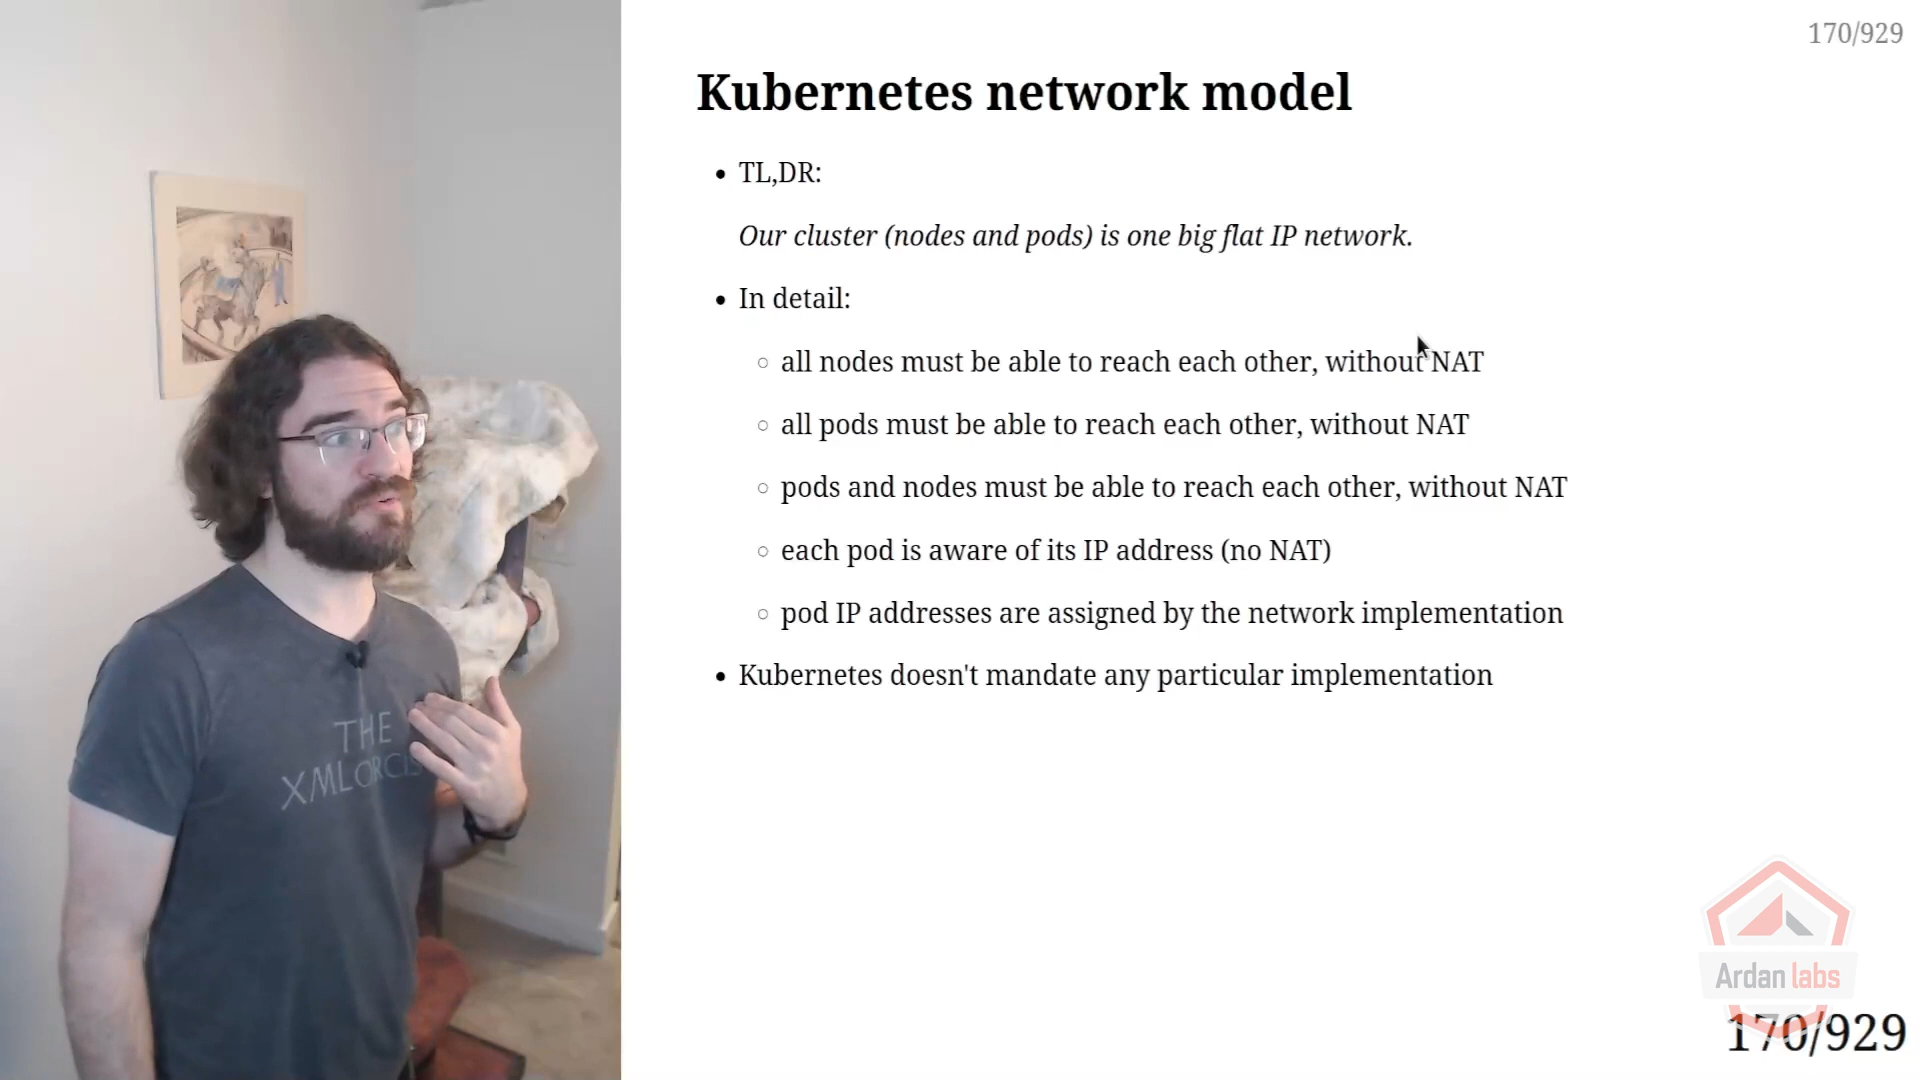 170/929
Kubernetes network model
• TL,DR:
Our cluster (nodes and pods) is one big flat IP network.
• In detail:
○ all nodes must be able to reach each other, without NAT
○ all pods must be able to reach each other, without NAT
○ pods and nodes must be able to reach each other, without NAT
○ each pod is aware of its IP address (no NAT)
○ pod IP addresses are assigned by the network implementation
• Kubernetes doesn't mandate any particular implementation
THE
XMLORCIS
Ardan labs
170/929